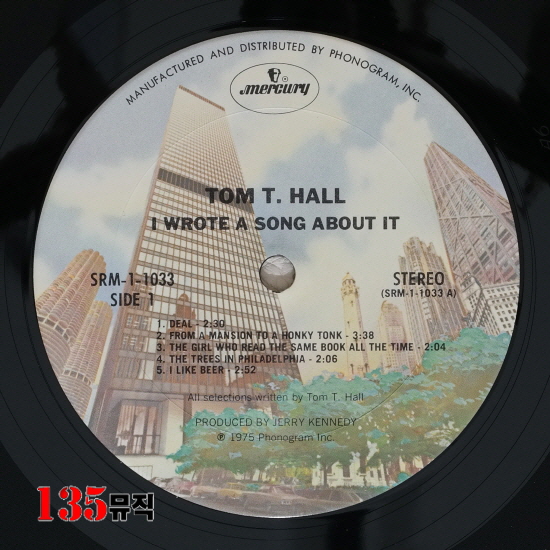 MANUFACTURED AND DISTRIBUTED BY PHONOGRAM, INC.
mercury
TOM T. HALL
I WROTE A SONG ABOUT IT
SRM-1-1033
SIDE 1
STEREO
(SRM-1-1033 A)
1. DEAL - 2:30
2. FROM A MANSION TO A HONKY TONK - 3:38
3. THE GIRL WHO READ THE SAME BOOK ALL THE TIME - 2:04
4. THE TREES IN PHILADELPHIA - 2:06
5. I LIKE BEER - 2:52
All selections written by Tom T. Hall
PRODUCED BY JERRY KENNEDY
℗ 1975 Phonogram Inc.
135뮤직